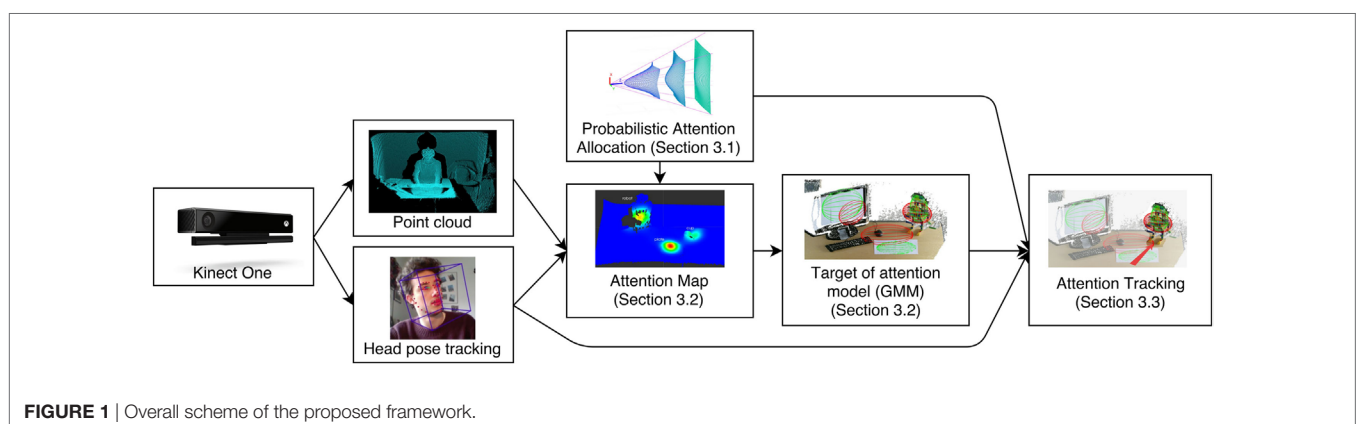 Probabilistic Attention
Allocation (Section 3.1)
Point cloud
Kinect One
Head pose tracking
Attention Map
(Section 3.2)
Target of attention
model (GMM)
(Section 3.2)
Attention Tracking
(Section 3.3)
FIGURE 1 | Overall scheme of the proposed framework.